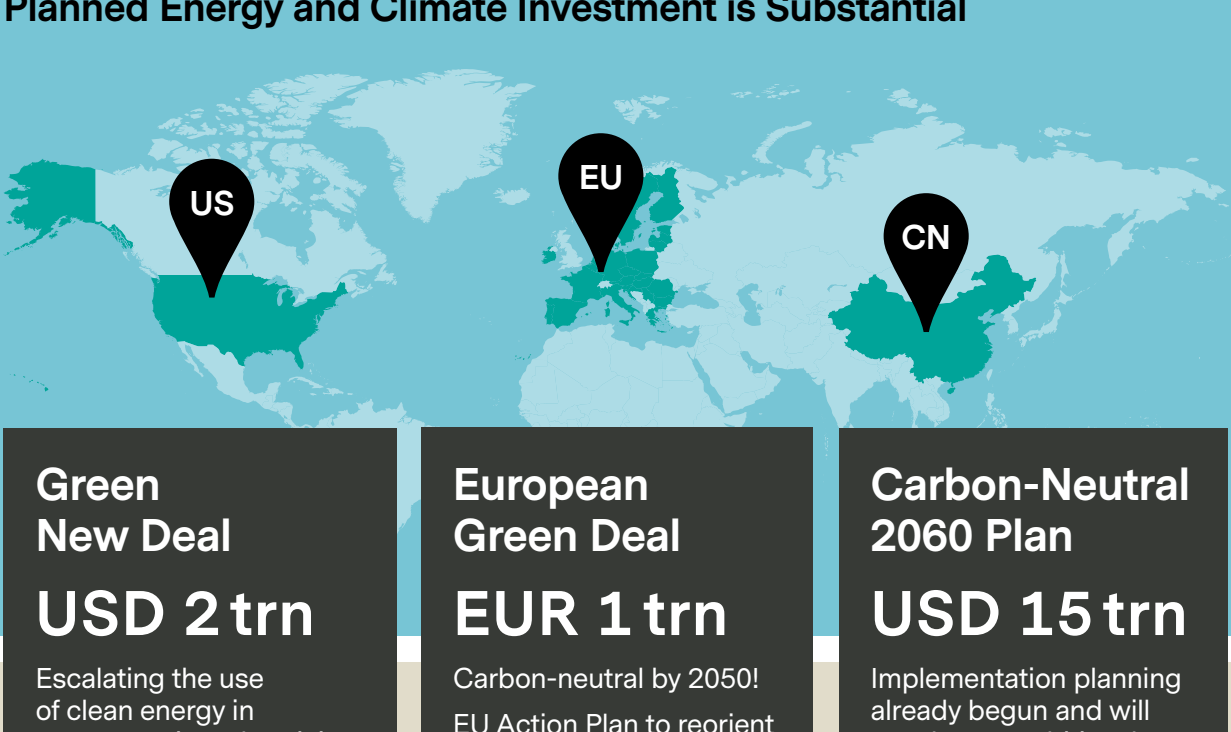 Planned Energy and Climate Investment is Substantial
US
EU
CN
Green
New Deal
USD 2 trn
Escalating the use
of clean energy in
European
Green Deal
EUR 1 trn
Carbon-neutral by 2050!
EU Action Plan to reorient
Carbon-Neutral
2060 Plan
USD 15 trn
Implementation planning
already begun and will